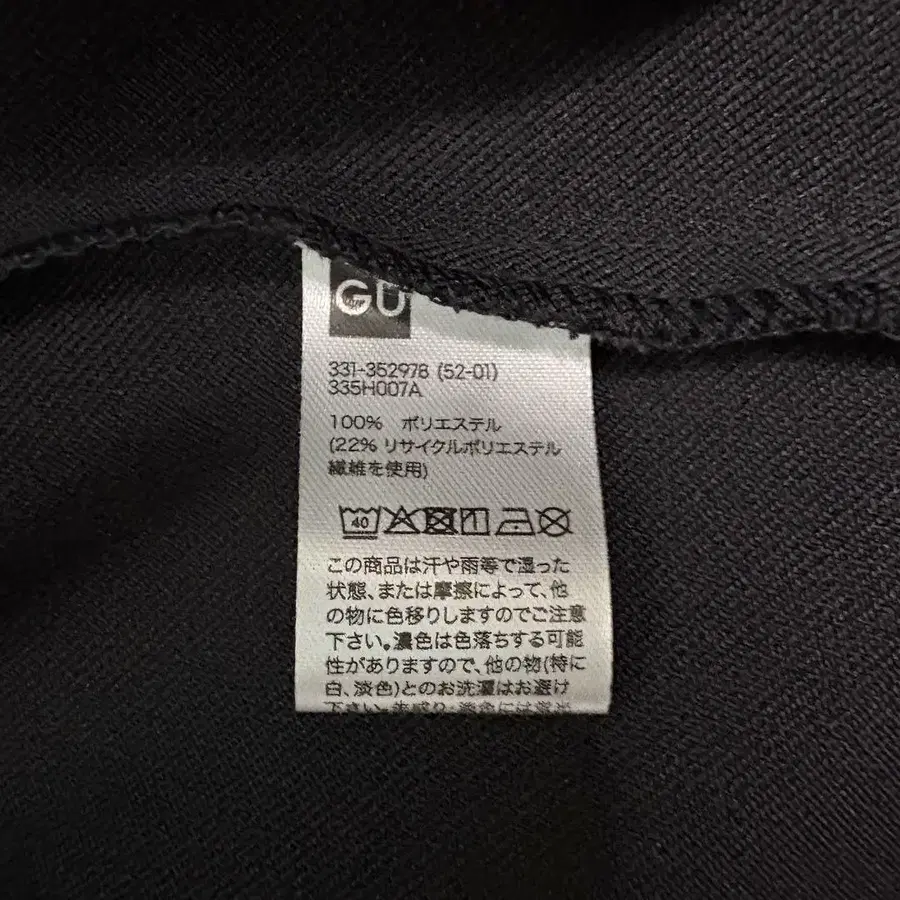 GU
331-352978 (52-01)
335H007A
100% ポリエステル
(22% リサイクルポリエステル
繊維を使用)
40
この商品は汗や雨等で湿った
状態、または摩擦によって、他
の物に色移りしますのでご注意
下さい。濃色は色落ちする可能
性がありますので、他の物(特に
白、淡色)とのお洗濯はお避け
下さい。